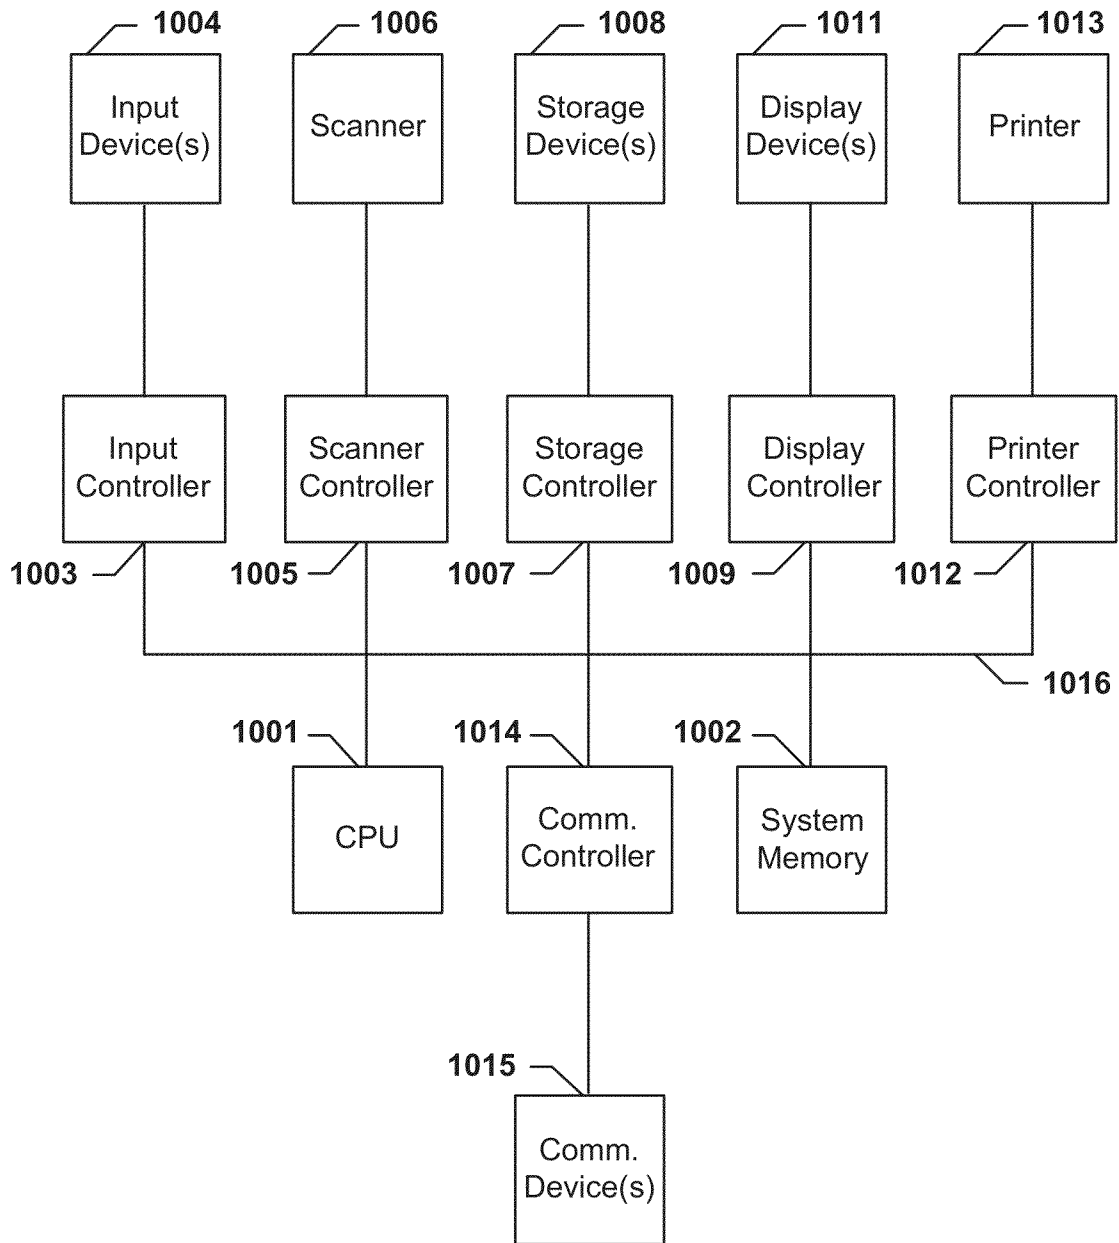 1004
1006
1008
1011
1013
Input
Device(s)
Scanner
Storage
Device(s)
Display
Device(s)
Printer
Input
Controller
Scanner
Controller
Storage
Controller
Display
Controller
Printer
Controller
1003
1005
1007
1009
1012
1016
1001
1014
1002
CPU
Comm.
Controller
System
Memory
1015
Comm.
Device(s)